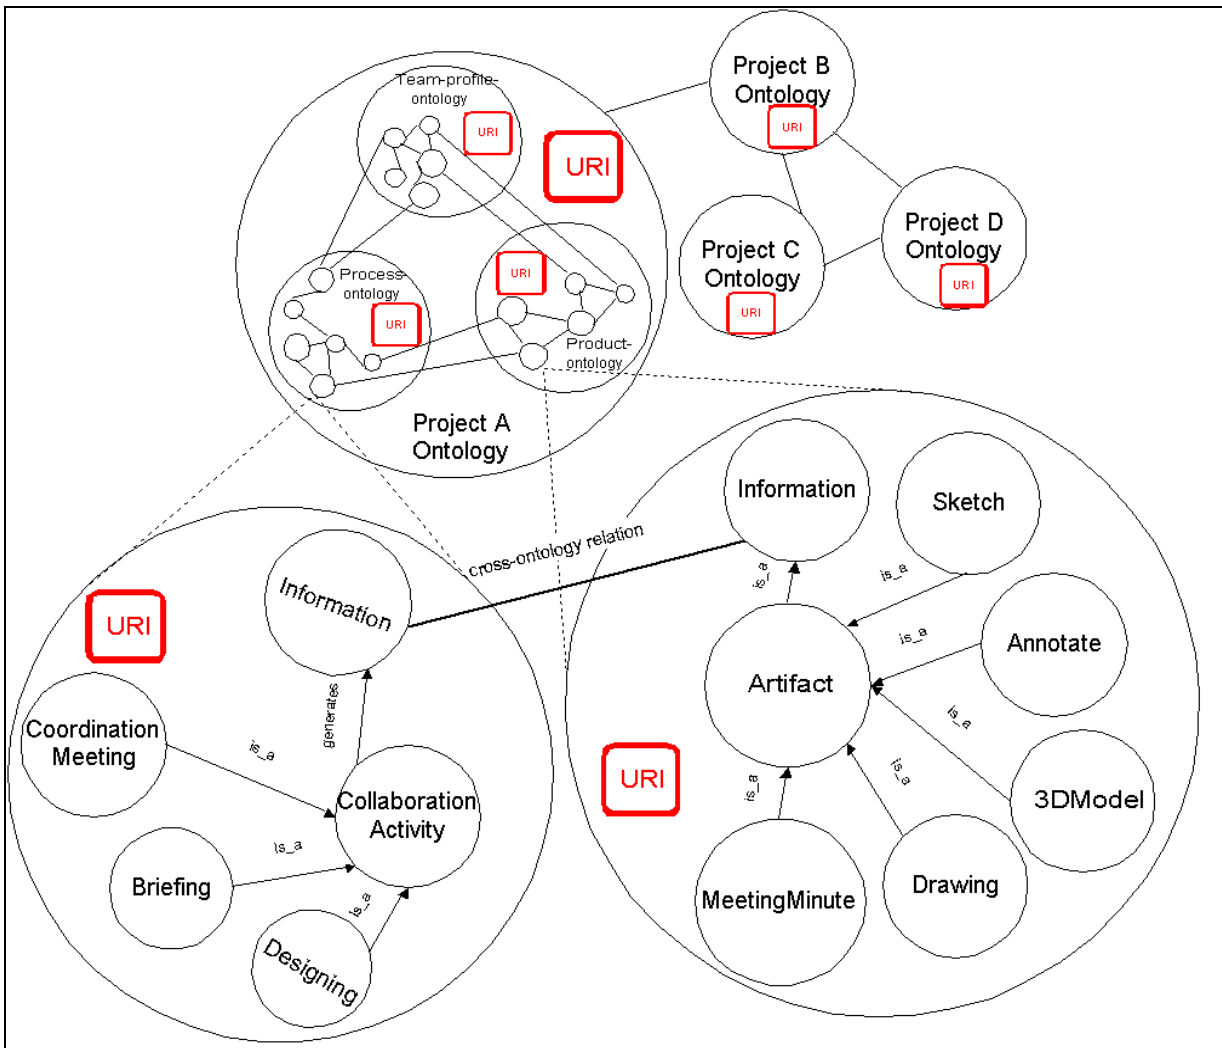 Team-profile-
ontology
URI
URI
Project B
Ontology
URI
Project C
Ontology
URI
Project D
Ontology
URI
Process-
ontology
URI
URI
Product-
ontology
Project A
Ontology
cross-ontology relation
URI
Information
generates
Coordination
Meeting
is_a
Collaboration
Activity
Briefing
is_a
Designing
is_a
Information
Sketch
is_a
is_a
Artifact
is_a
Annotate
is_a
3DModel
URI
is_a
MeetingMinute
is_a
Drawing